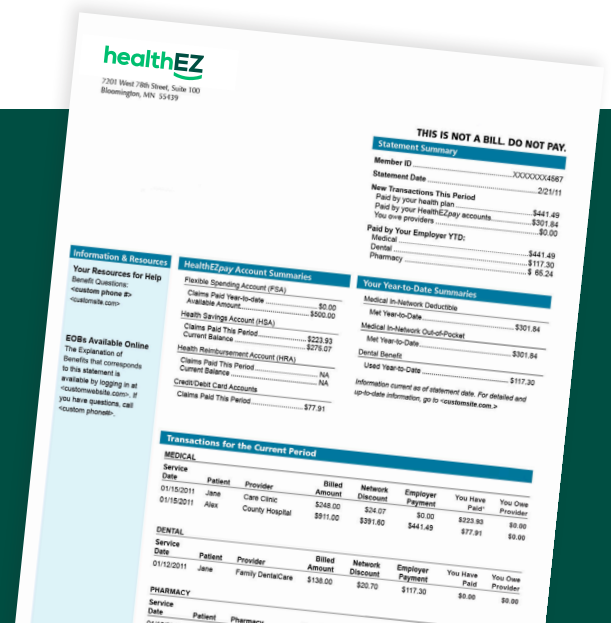 healthEZ
7201 West 78th Street, Suite 100
Bloomington, MN 55439
THIS IS NOT A BILL. DO NOT PAY.
Statement Summary
Member ID ........ XXXXXXX4567
Statement Date ........ 2/21/11
New Transactions This Period
Paid by your health plan ........ $441.49
Paid by your HealthEZpay accounts ........ $301.84
You owe providers ........ $0.00
Paid by Your Employer YTD:
Medical ........ $441.49
Dental ........ $117.30
Pharmacy ........ $ 65.24
Information & Resources
Your Resources for Help
Benefit Questions:
<custom phone #>
<customsite.com>
EOBs Available Online
The Explanation of
Benefits that corresponds
to this statement is
available by logging in at
<customwebsite.com>. If
you have questions, call
<custom phone#>.
HealthEZpay Account Summaries
Flexible Spending Account (FSA)
Claims Paid Year-to-date ........ $0.00
Available Amount ........ $500.00
Health Savings Account (HSA)
Claims Paid This Period ........ $223.93
Current Balance ........ $276.07
Health Reimbursement Account (HRA)
Claims Paid This Period ........ NA
Current Balance ........ NA
Credit/Debit Card Accounts
Claims Paid This Period ........ $77.91
Your Year-to-Date Summaries
Medical In-Network Deductible
Met Year-to-Date ........ $301.84
Medical In-Network Out-of-Pocket
Met Year-to-Date ........ $301.84
Dental Benefit
Used Year-to-Date ........ $117.30
Information current as of statement date. For detailed and
up-to-date information, go to <customsite.com.>
Transactions for the Current Period
MEDICAL
Service Date Patient Provider Billed Amount Network Discount Employer Payment You Have Paid* You Owe Provider
01/15/2011 Jane Care Clinic $248.00 $24.07 $0.00 $223.93 $0.00
01/15/2011 Alex County Hospital $911.00 $391.60 $441.49 $77.91 $0.00
DENTAL
Service Date Patient Provider Billed Amount Network Discount Employer Payment You Have Paid You Owe Provider
01/12/2011 Jane Family DentalCare $138.00 $20.70 $117.30 $0.00 $0.00
PHARMACY
Service Date Patient Pharmacy